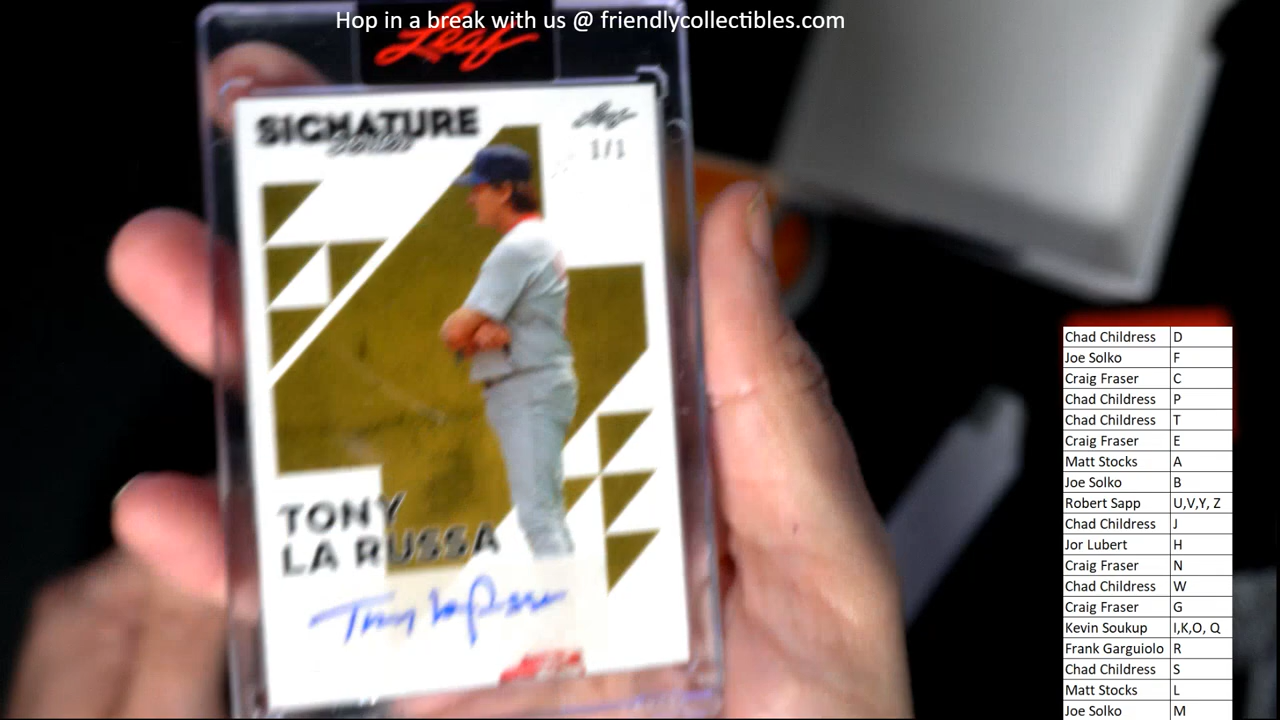 Hop in a break with us @ friendlycollectibles.com
Leaf
SIGNATURE
Leaf
1/1
TONY
LA RUSSA
Tony LaRussa
Chad Childress D
Joe Solko F
Craig Fraser C
Chad Childress P
Chad Childress T
Craig Fraser E
Matt Stocks A
Joe Solko B
Robert Sapp U,V,Y, Z
Chad Childress J
Jor Lubert H
Craig Fraser N
Chad Childress W
Craig Fraser G
Kevin Soukup I,K,O, Q
Frank Garguiolo R
Chad Childress S
Matt Stocks L
Joe Solko M